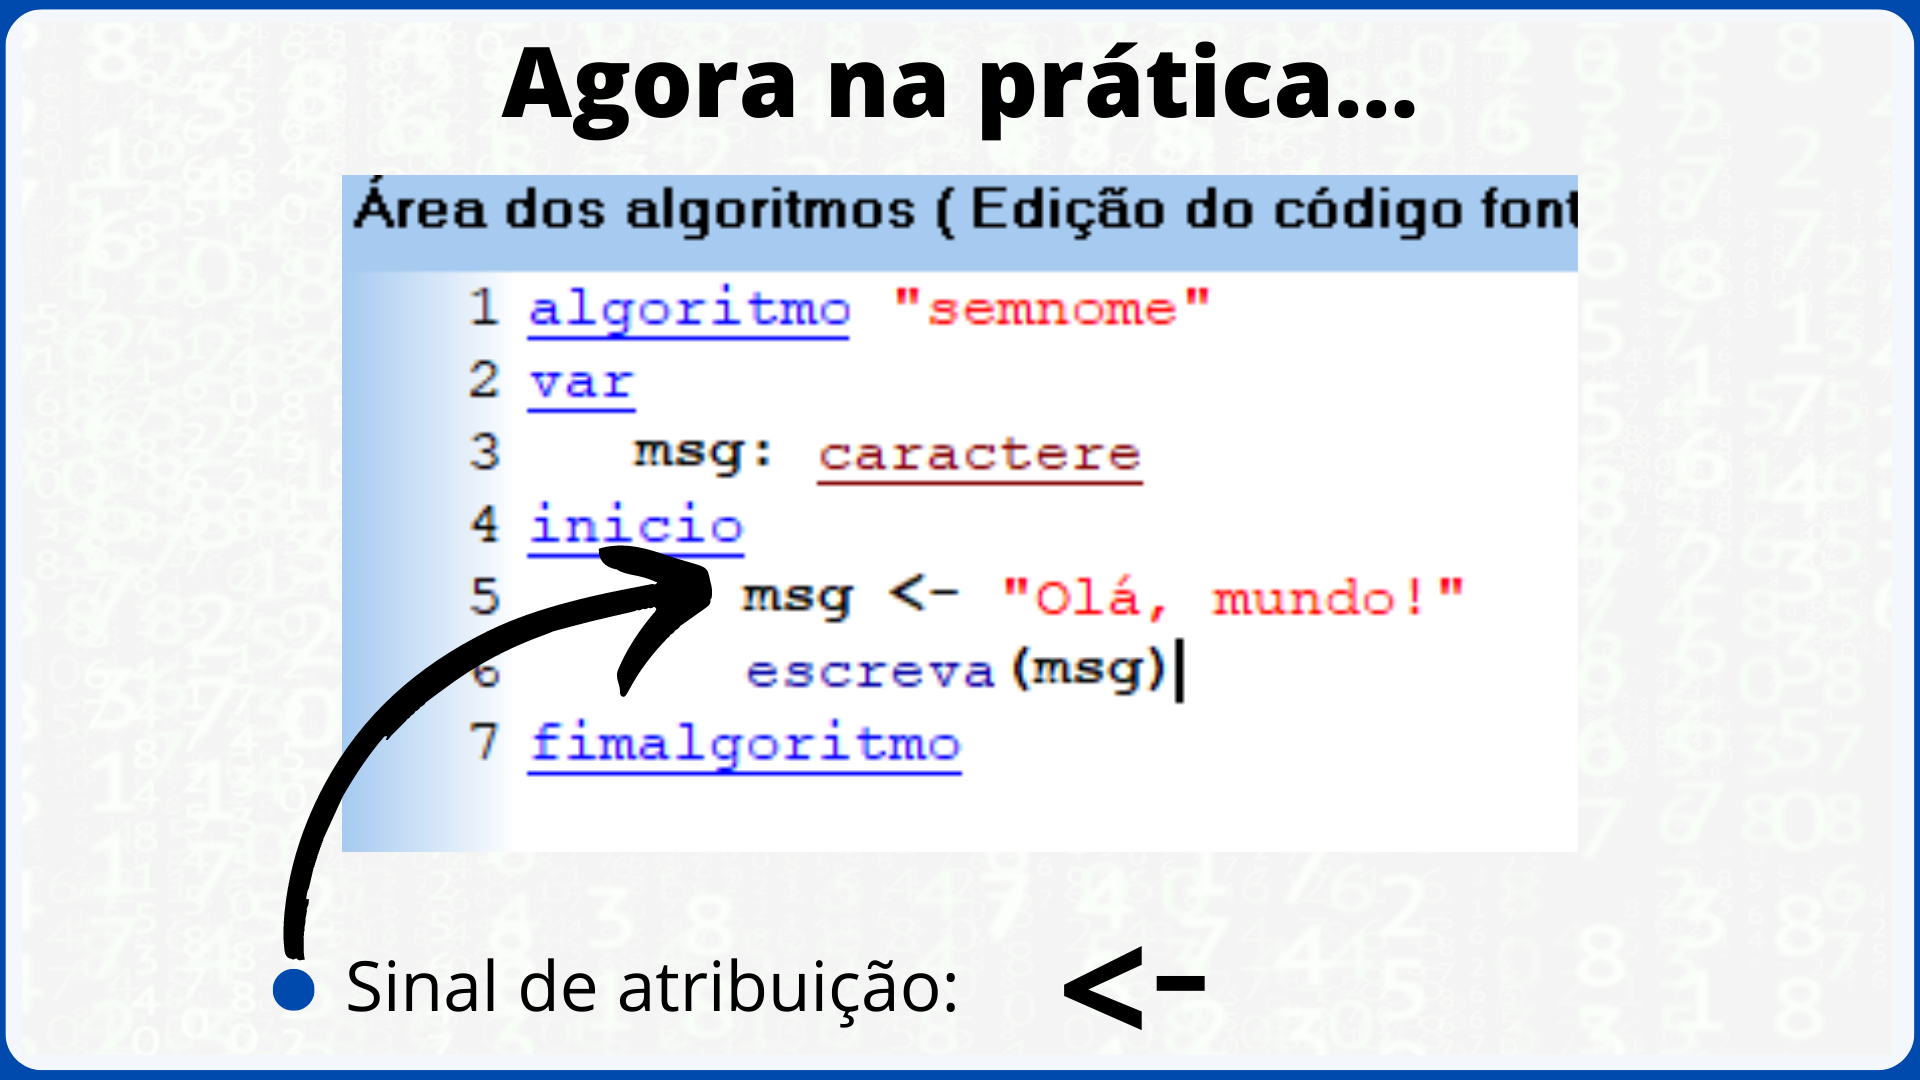 Agora na prática...
Área dos algoritmos ( Edição do código font
1 algoritmo "semnome"
2 var
3 msg: caractere
4 inicio
5 msg <- "Olá, mundo!"
6 escreva(msg)
7 fimalgoritmo
Sinal de atribuição: <-